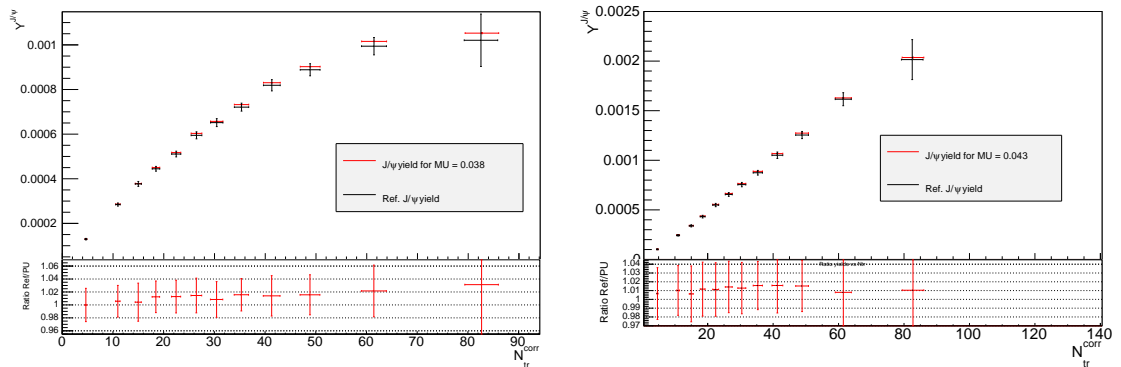 Y^J/ψ
0.001
0.0008
0.0006
0.0004
0.0002
J/ψ yield for MU = 0.038
Ref. J/ψ yield
Ratio Ref/PU
1.06
1.04
1.02
1
0.98
0.96
0 10 20 30 40 50 60 70 80 90
N_tr^corr
Y^J/ψ
0.0025
0.002
0.0015
0.001
0.0005
0
J/ψ yield for MU = 0.043
Ref. J/ψ yield
Ratio Ref/PU
1.04
1.03
1.02
1.01
1
0.99
0.98
0.97
20 40 60 80 100 120 140
N_tr^corr